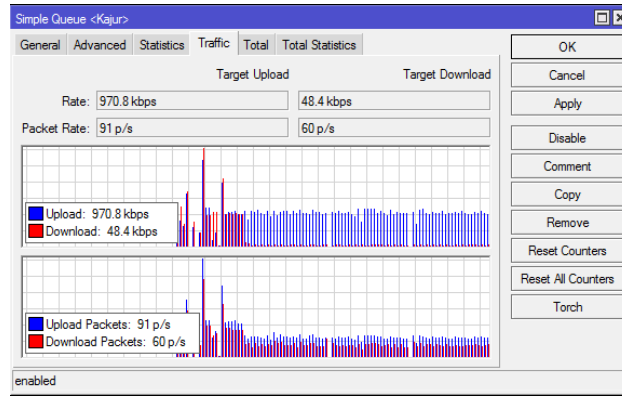 Simple Queue <Kajur>
General Advanced Statistics Traffic Total Total Statistics
Target Upload Target Download
Rate: 970.8 kbps 48.4 kbps
Packet Rate: 91 p/s 60 p/s
Upload: 970.8 kbps
Download: 48.4 kbps
Upload Packets: 91 p/s
Download Packets: 60 p/s
enabled
OK
Cancel
Apply
Disable
Comment
Copy
Remove
Reset Counters
Reset All Counters
Torch